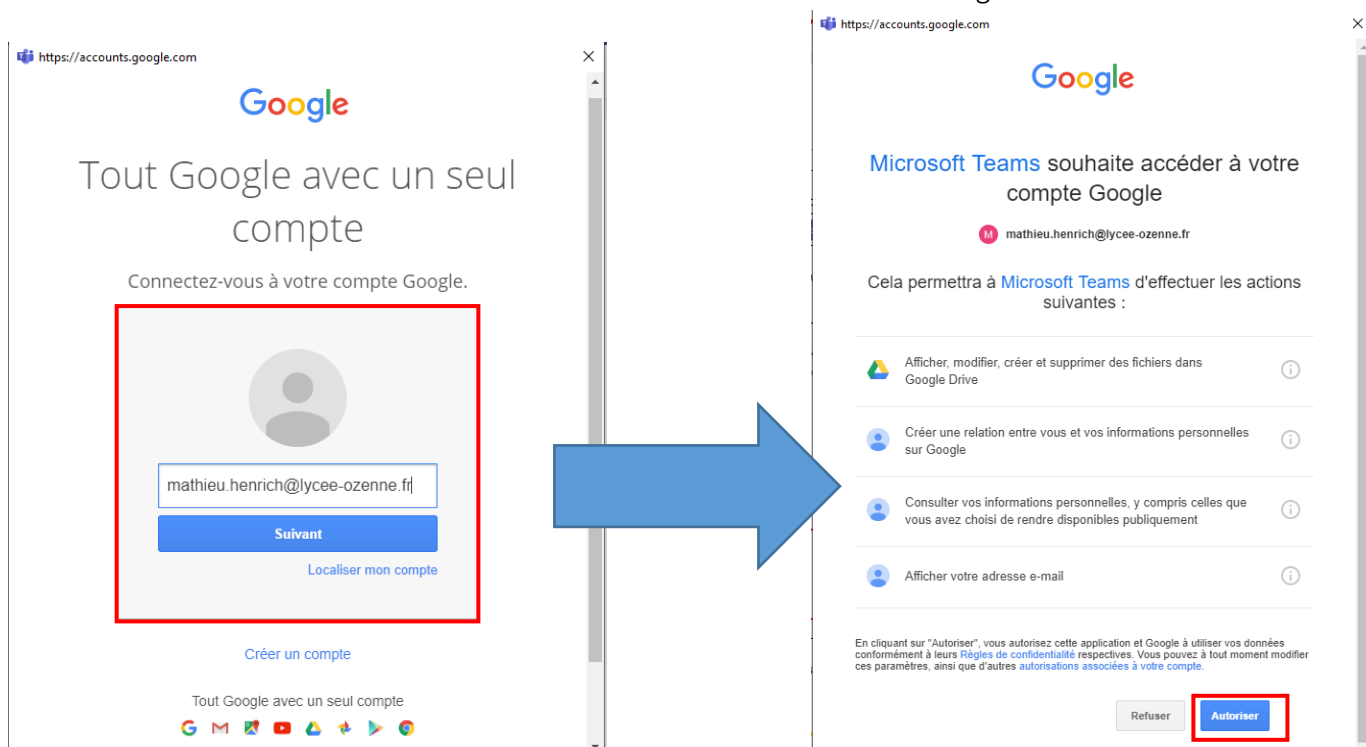 https://accounts.google.com
Google
Tout Google avec un seul
compte
Connectez-vous à votre compte Google.
mathieu.henrich@lycee-ozenne.fr
Suivant
Localiser mon compte
Créer un compte
Tout Google avec un seul compte
https://accounts.google.com
Google
Microsoft Teams souhaite accéder à votre
compte Google
M mathieu.henrich@lycee-ozenne.fr
Cela permettra à Microsoft Teams d'effectuer les actions
suivantes :
Afficher, modifier, créer et supprimer des fichiers dans
Google Drive
Créer une relation entre vous et vos informations personnelles
sur Google
Consulter vos informations personnelles, y compris celles que
vous avez choisi de rendre disponibles publiquement
Afficher votre adresse e-mail
En cliquant sur "Autoriser", vous autorisez cette application et Google à utiliser vos données
conformément à leurs Règles de confidentialité respectives. Vous pouvez à tout moment modifier
ces paramètres, ainsi que d'autres autorisations associées à votre compte.
Refuser
Autoriser